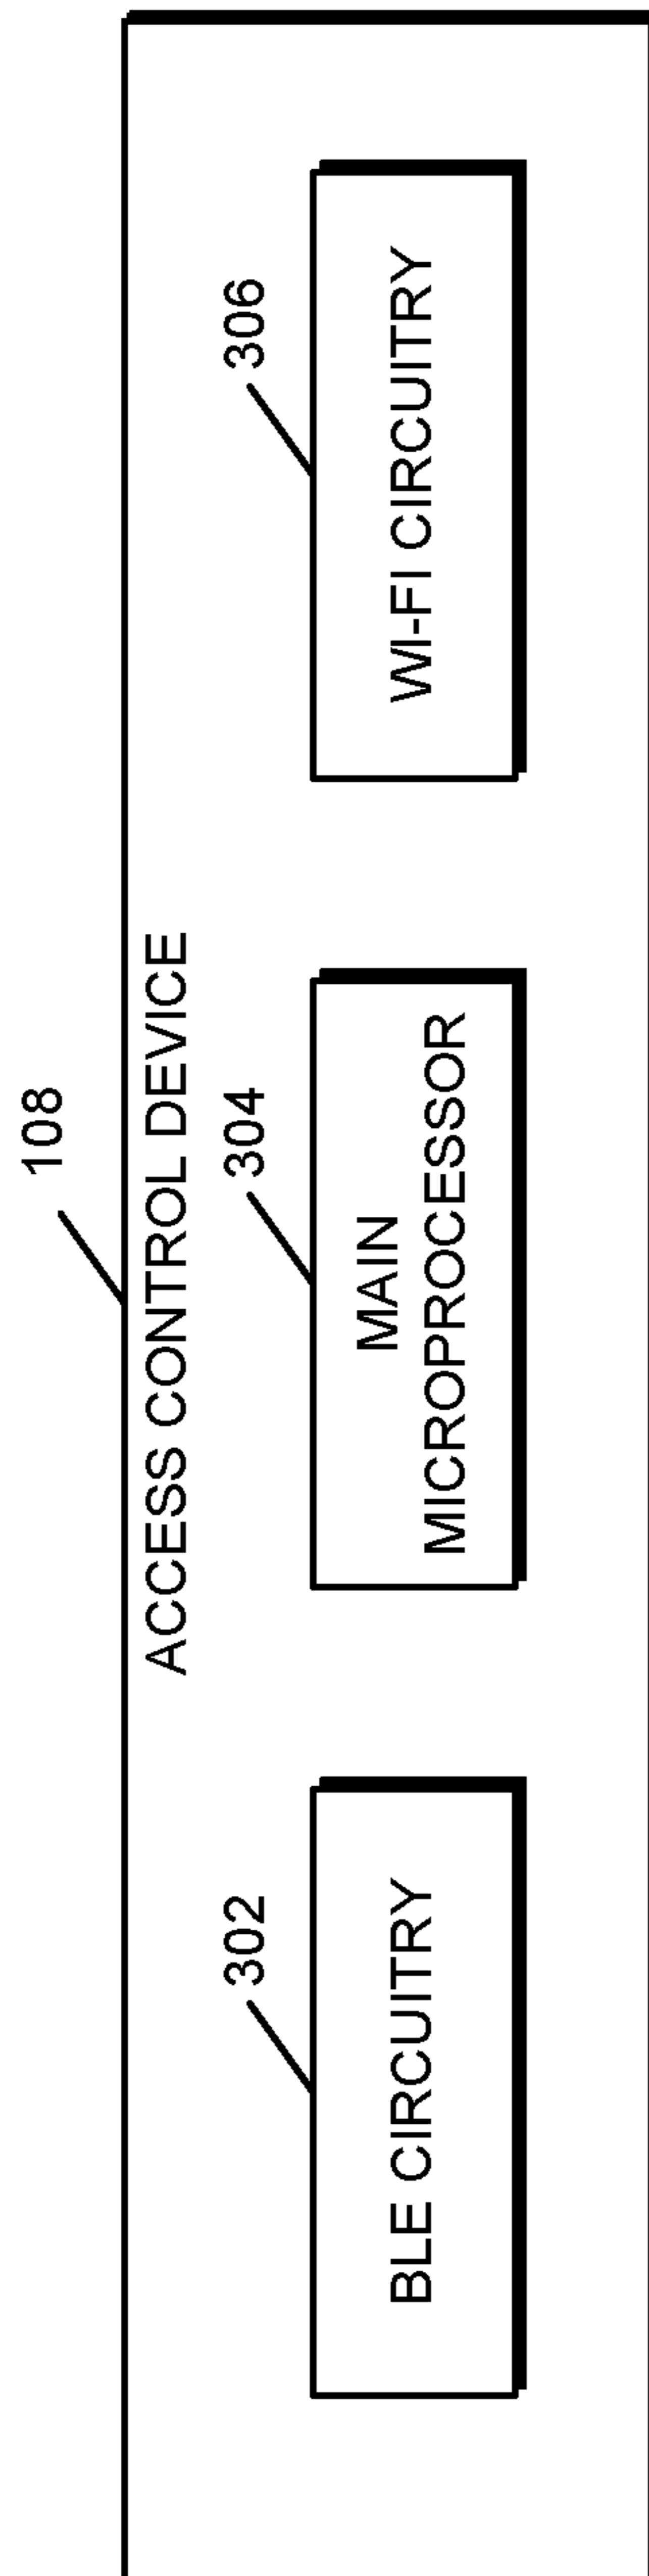 108
ACCESS CONTROL DEVICE
302
304
306
BLE CIRCUITRY
MAIN
MICROPROCESSOR
WI-FI CIRCUITRY